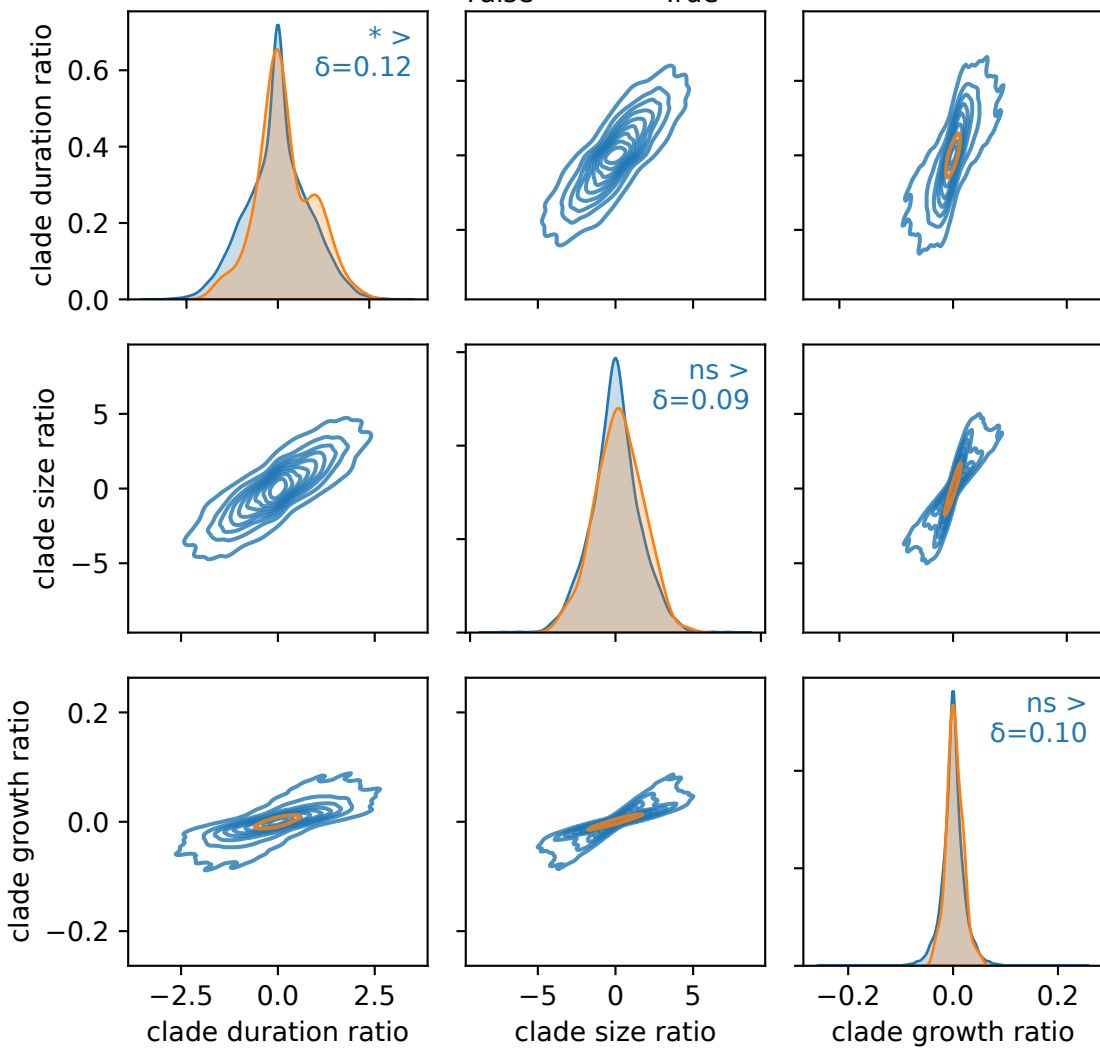 clade duration ratio
0.6
0.4
0.2
0.0
* >
δ=0.12
clade size ratio
5
0
−5
ns >
δ=0.09
clade growth ratio
0.2
0.0
−0.2
ns >
δ=0.10
−2.5 0.0 2.5
clade duration ratio
−5 0 5
clade size ratio
−0.2 0.0 0.2
clade growth ratio